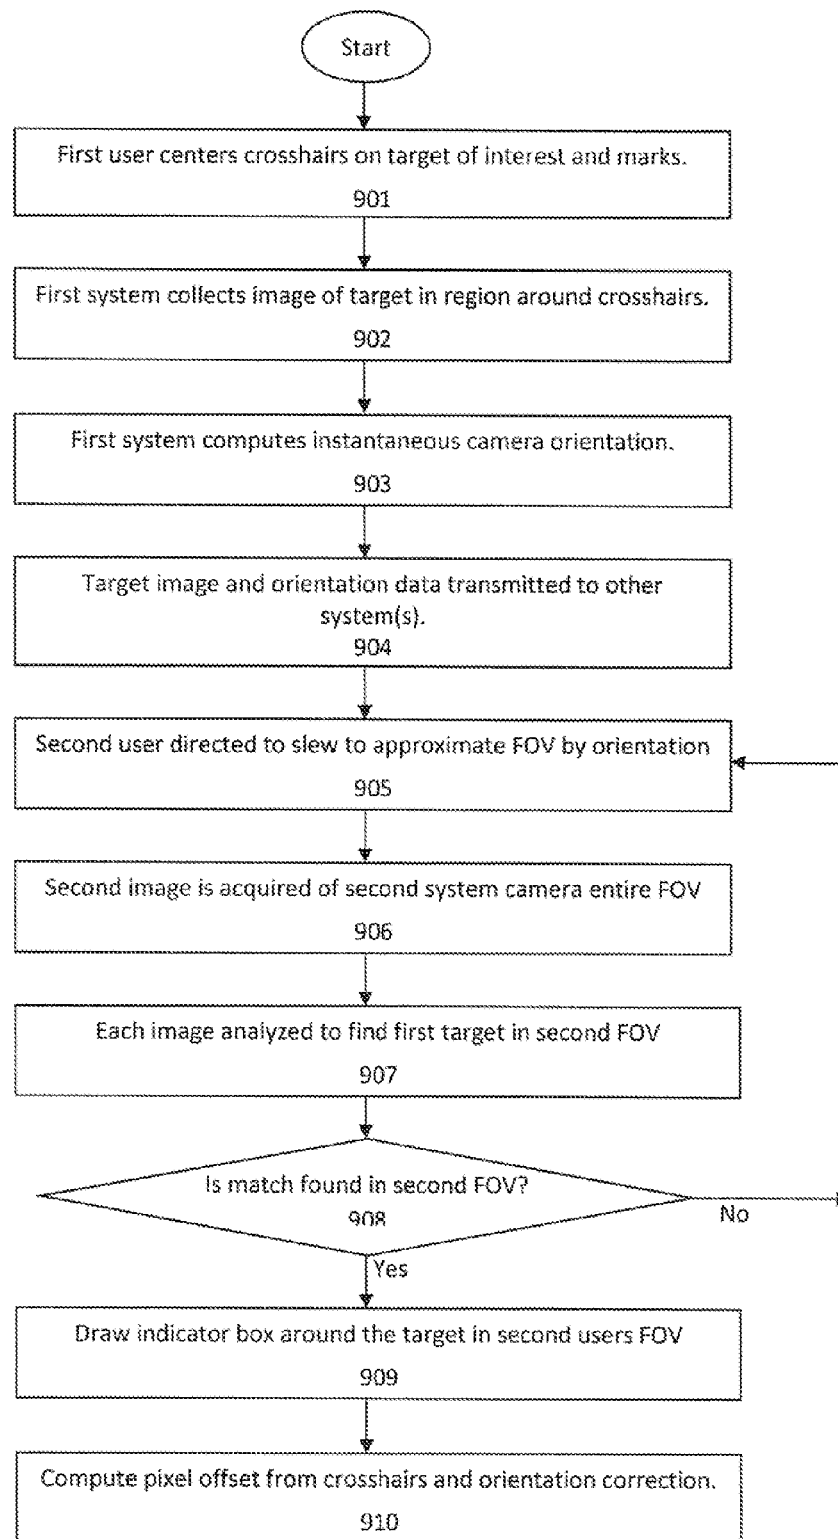 Start
First user centers crosshairs on target of interest and marks.
901
First system collects image of target in region around crosshairs.
902
First system computes instantaneous camera orientation.
903
Target image and orientation data transmitted to other
system(s).
904
Second user directed to slew to approximate FOV by orientation
905
Second image is acquired of second system camera entire FOV
906
Each image analyzed to find first target in second FOV
907
Is match found in second FOV?
908
No
Yes
Draw indicator box around the target in second users FOV
909
Compute pixel offset from crosshairs and orientation correction.
910